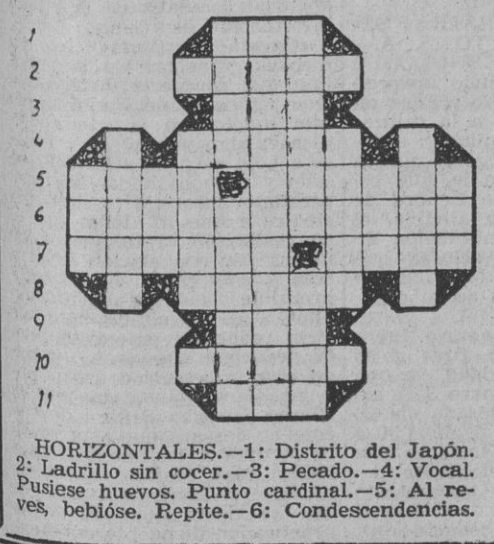 1
2
3
4
5
6
7
8
9
10
11
HORIZONTALES.—1: Distrito del Japón.
2: Ladrillo sin cocer.—3: Pecado.—4: Vocal.
Pusiese huevos. Punto cardinal.—5: Al re-
ves, bebióse. Repite.—6: Condescendencias.